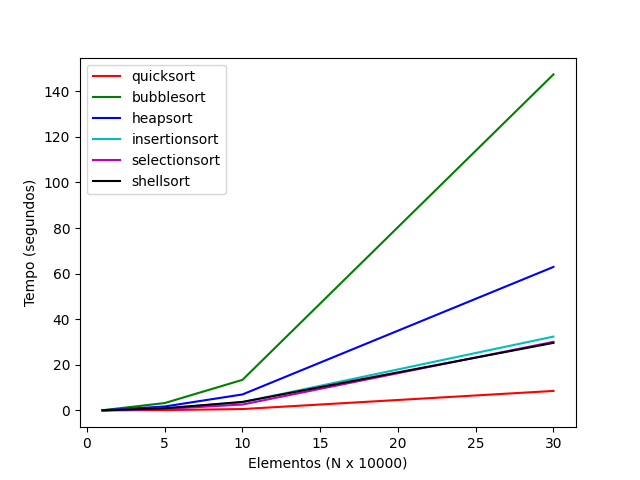 quicksort
bubblesort
heapsort
insertionsort
selectionsort
shellsort
Tempo (segundos)
140
120
100
80
60
40
20
0
0 5 10 15 20 25 30
Elementos (N x 10000)